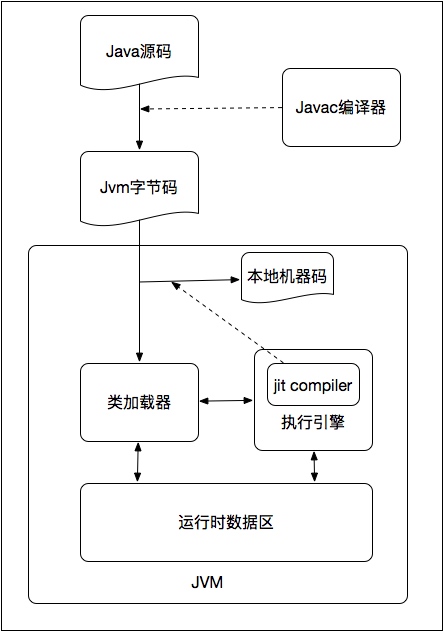 Java源码
Javac编译器
Jvm字节码
本地机器码
jit compiler
类加载器
执行引擎
运行时数据区
JVM